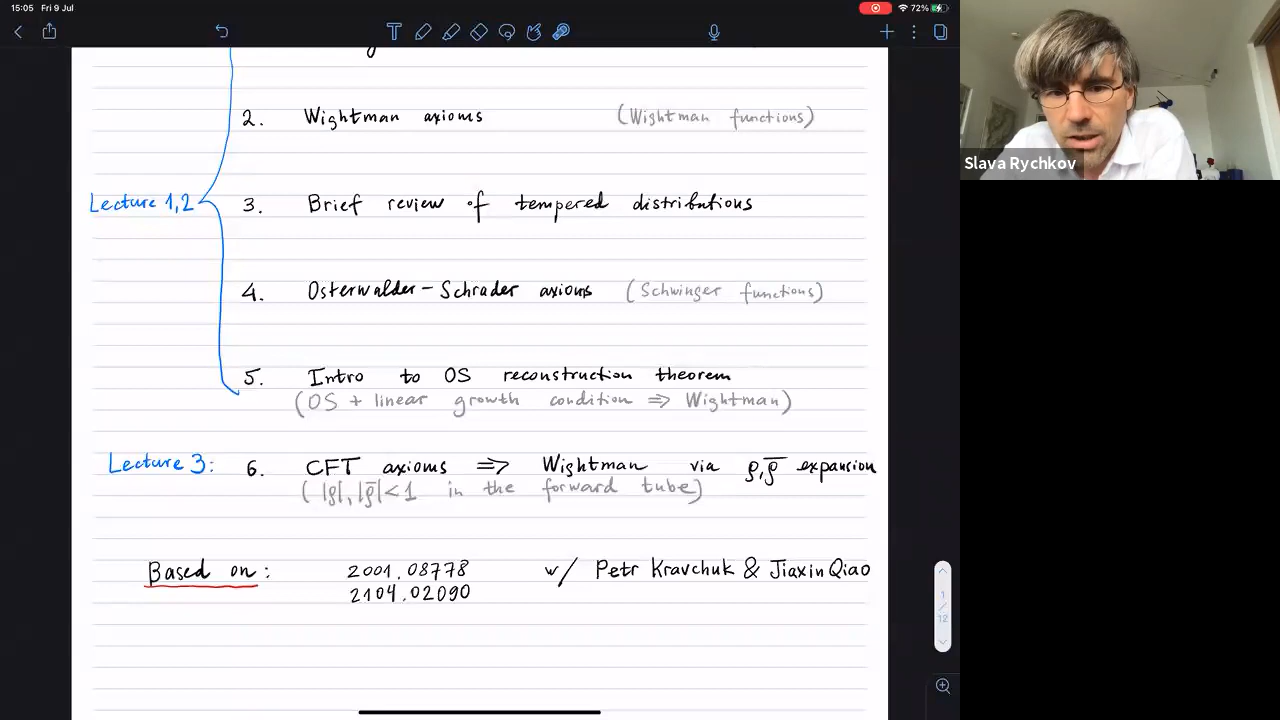 15:05 Fri 9 Jul
72%
Slava Rychkov
2. Wightman axioms (Wightman functions)
Lecture 1,2
3. Brief review of tempered distributions
4. Osterwalder – Schrader axioms (Schwinger functions)
5. Intro to OS reconstruction theorem
(OS + linear growth condition ⇒ Wightman)
Lecture 3: 6. CFT axioms ⇒ Wightman via ρ,ρ̅ expansion
(|ρ|,|ρ̅|<1 in the forward tube)
Based on: 2001.08778 w/ Petr Kravchuk & Jiaxin Qiao
2104.02090
1
/
12